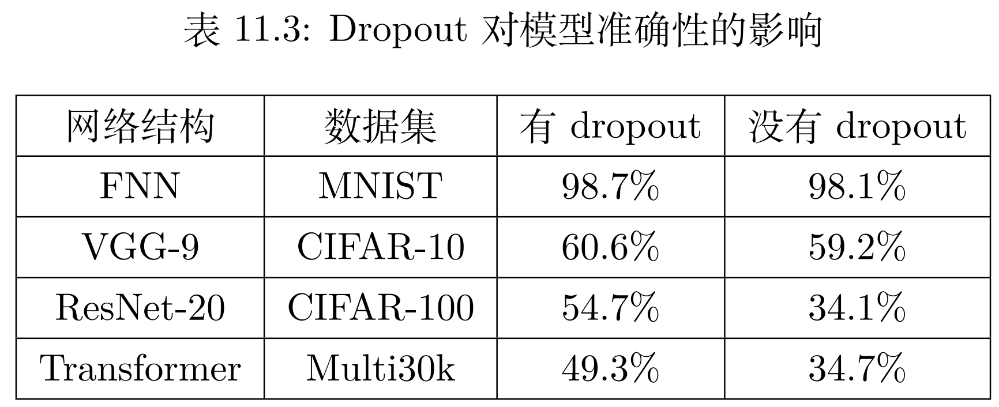 表 11.3: Dropout 对模型准确性的影响
网络结构 数据集 有 dropout 没有 dropout
FNN MNIST 98.7% 98.1%
VGG-9 CIFAR-10 60.6% 59.2%
ResNet-20 CIFAR-100 54.7% 34.1%
Transformer Multi30k 49.3% 34.7%